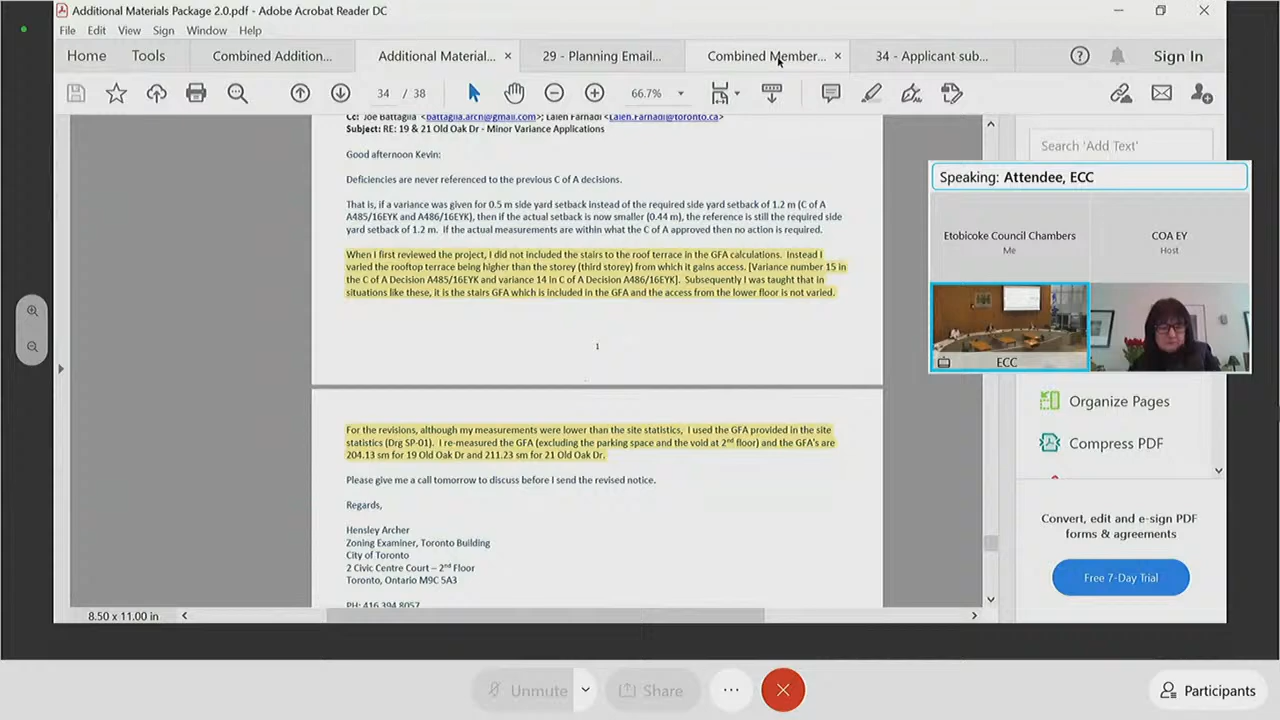 Additional Materials Package 2.0.pdf - Adobe Acrobat Reader DC
File Edit View Sign Window Help
Home Tools Combined Addition... Additional Material... × 29 - Planning Email... Combined Member... × 34 - Applicant sub... Sign In
34 / 38 66.7%
Cc: Joe Battaglia <battaglia.arch@gmail.com>; Laleh Farhadi <Laleh.Farhadi@toronto.ca>
Subject: RE: 19 & 21 Old Oak Dr - Minor Variance Applications
Good afternoon Kevin:
Deficiencies are never referenced to the previous C of A decisions.
That is, if a variance was given for 0.5 m side yard setback instead of the required side yard setback of 1.2 m (C of A
A485/16EYK and A486/16EYK), then if the actual setback is now smaller (0.44 m), the reference is still the required side
yard setback of 1.2 m. If the actual measurements are within what the C of A approved then no action is required.
When I first reviewed the project, I did not included the stairs to the roof terrace in the GFA calculations. Instead I
varied the rooftop terrace being higher than the storey (third storey) from which it gains access. [Variance number 15 in
the C of A Decision A485/16EYK and variance 14 in C of A Decision A486/16EYK]. Subsequently I was taught that in
situations like these, it is the stairs GFA which is included in the GFA and the access from the lower floor is not varied.
1
For the revisions, although my measurements were lower than the site statistics, I used the GFA provided in the site
statistics (Drg SP-01). I re-measured the GFA (excluding the parking space and the void at 2nd floor) and the GFA's are
204.13 sm for 19 Old Oak Dr and 211.23 sm for 21 Old Oak Dr.
Please give me a call tomorrow to discuss before I send the revised notice.
Regards,
Hensley Archer
Zoning Examiner, Toronto Building
City of Toronto
2 Civic Centre Court – 2nd Floor
Toronto, Ontario M9C 5A3
PH: 416 394 8057
8.50 x 11.00 in
Search 'Add Text'
Speaking: Attendee, ECC
Etobicoke Council Chambers
Me
COA EY
Host
ECC
Organize Pages
Compress PDF
Convert, edit and e-sign PDF
forms & agreements
Free 7-Day Trial
Unmute Share Participants